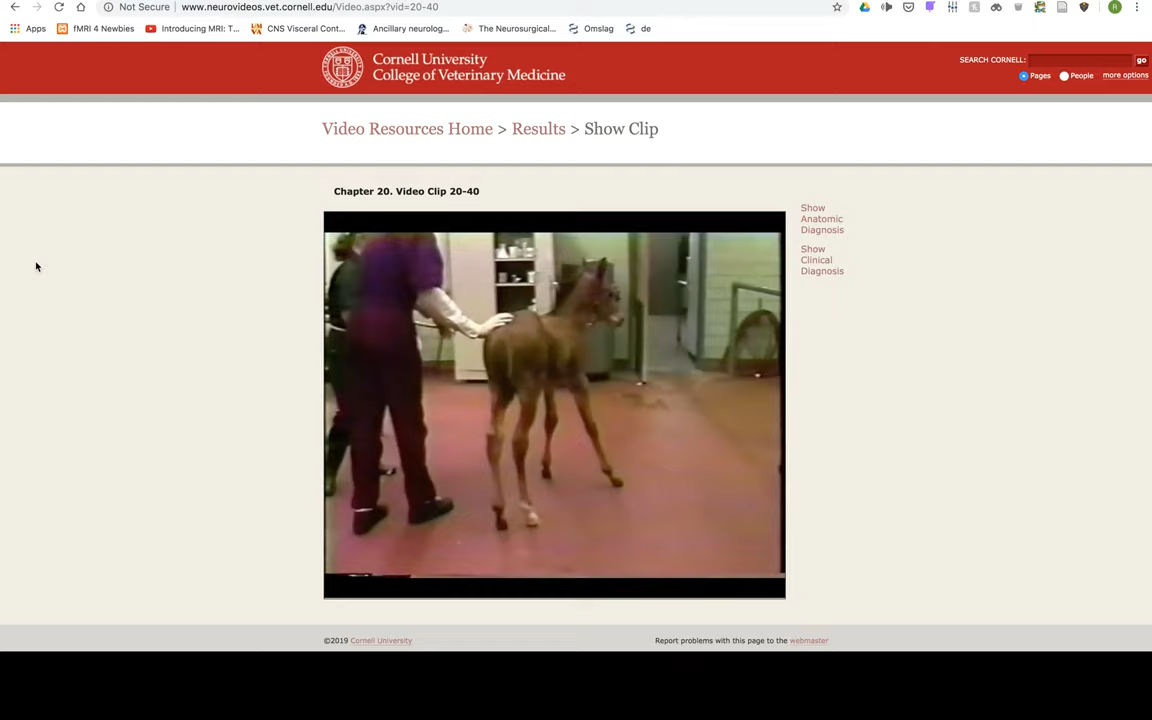 Not Secure
www.neurovideos.vet.cornell.edu/Video.aspx?vid=20-40
R
Apps
fMRI 4 Newbies
Introducing MRI: T...
CNS Visceral Cont...
Ancillary neurolog...
The Neurosurgical...
Omslag
de
Cornell University
College of Veterinary Medicine
SEARCH CORNELL:
go
Pages
People
more options
Video Resources Home > Results > Show Clip
Chapter 20. Video Clip 20-40
Show
Anatomic
Diagnosis
Show
Clinical
Diagnosis
©2019 Cornell University
Report problems with this page to the webmaster